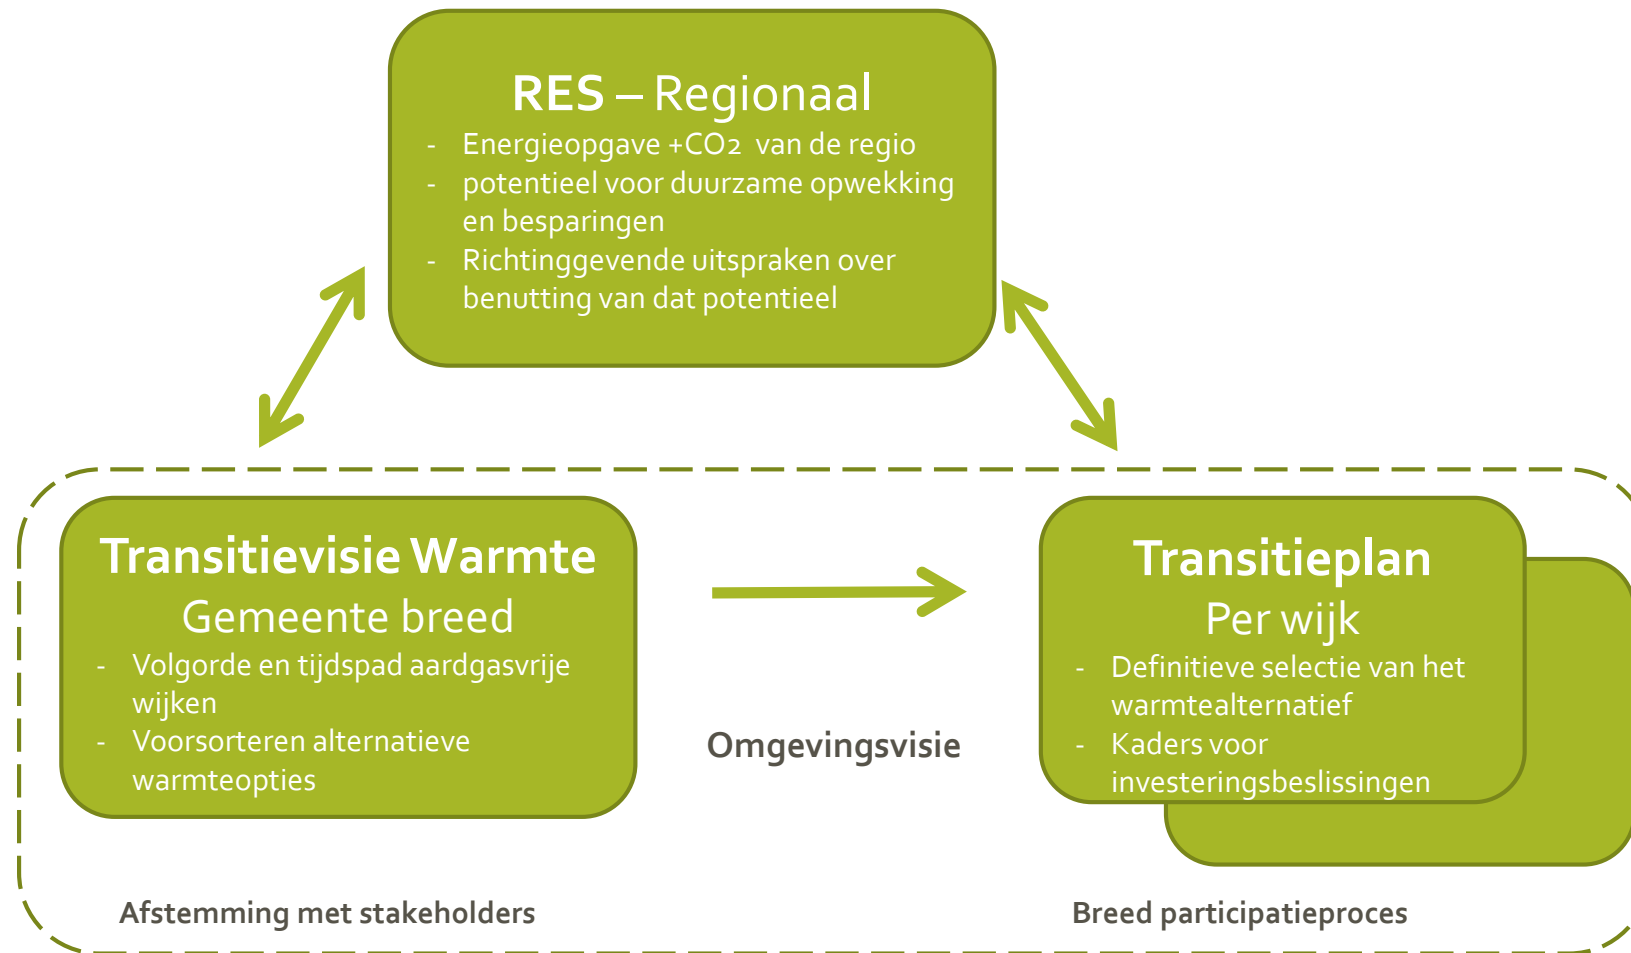 RES – Regionaal
- Energieopgave +CO2 van de regio
- potentieel voor duurzame opwekking
en besparingen
- Richtinggevende uitspraken over
benutting van dat potentieel
Transitievisie Warmte
Gemeente breed
- Volgorde en tijdspad aardgasvrije
wijken
- Voorsorteren alternatieve
warmteopties
Omgevingsvisie
Transitieplan
Per wijk
- Definitieve selectie van het
warmtealternatief
- Kaders voor
investeringsbeslissingen
Afstemming met stakeholders
Breed participatieproces